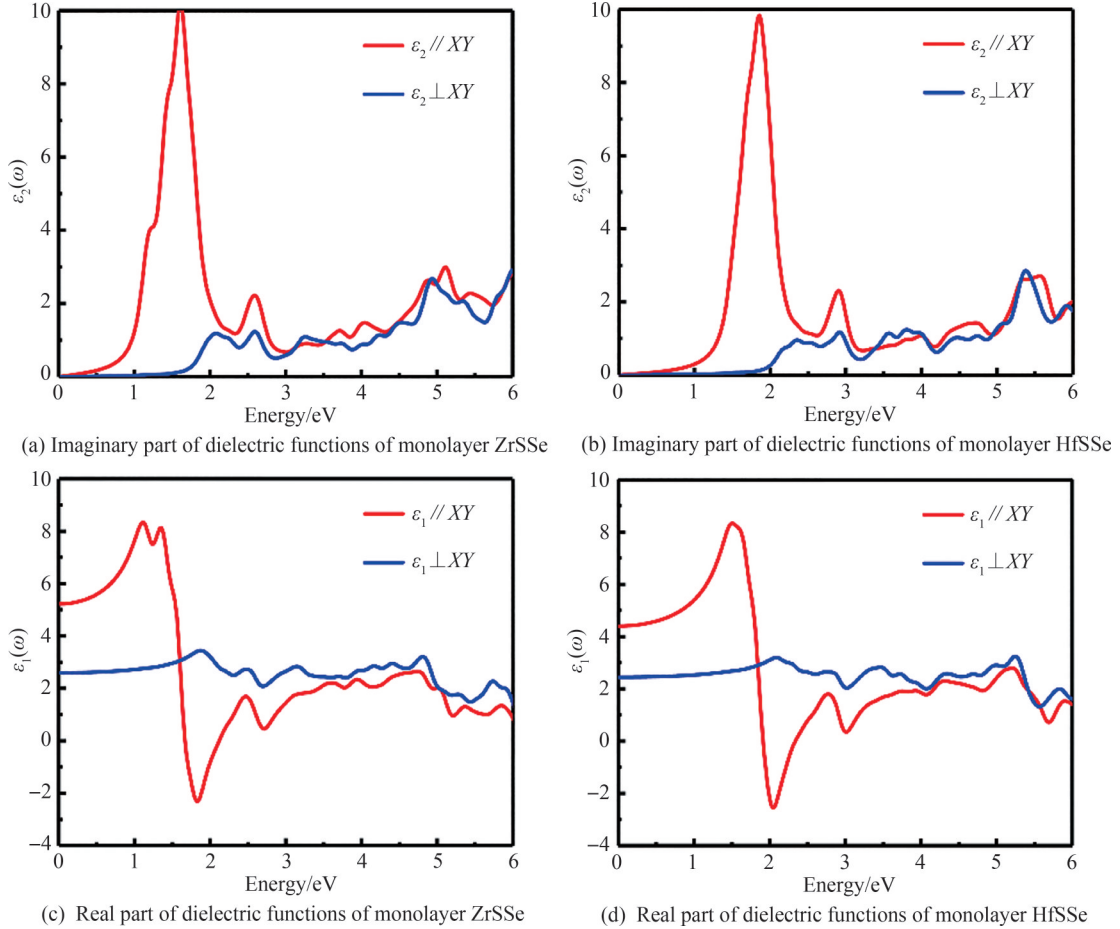 10
8
6
4
2
0
ε₂(ω)
ε₂ // XY
ε₂ ⊥ XY
0 1 2 3 4 5 6
Energy/eV
(a) Imaginary part of dielectric functions of monolayer ZrSSe
10
8
6
4
2
0
ε₂(ω)
ε₂ // XY
ε₂ ⊥ XY
0 1 2 3 4 5 6
Energy/eV
(b) Imaginary part of dielectric functions of monolayer HfSSe
10
8
6
4
2
0
−2
−4
ε₁(ω)
ε₁ // XY
ε₁ ⊥ XY
0 1 2 3 4 5 6
Energy/eV
(c) Real part of dielectric functions of monolayer ZrSSe
10
8
6
4
2
0
−2
−4
ε₁(ω)
ε₁ // XY
ε₁ ⊥ XY
0 1 2 3 4 5 6
Energy/eV
(d) Real part of dielectric functions of monolayer HfSSe